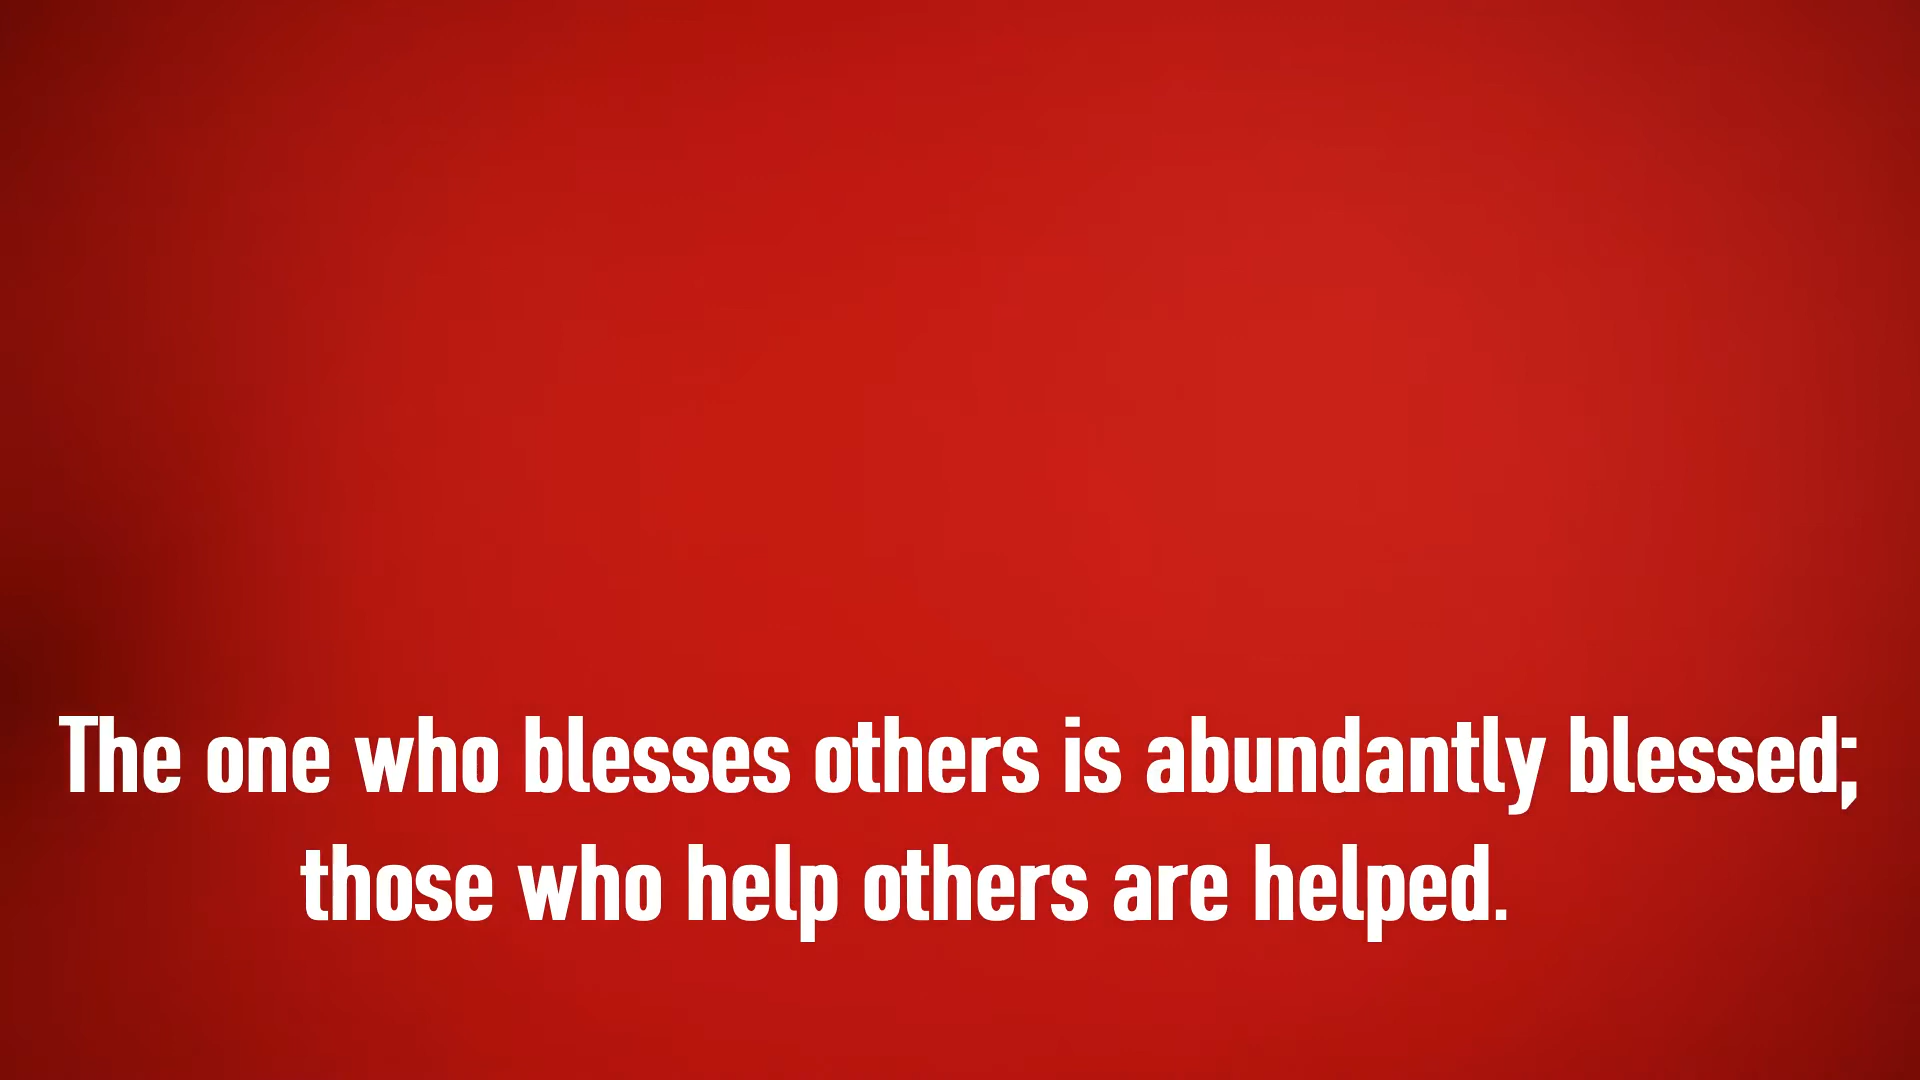 The one who blesses others is abundantly blessed;
those who help others are helped.